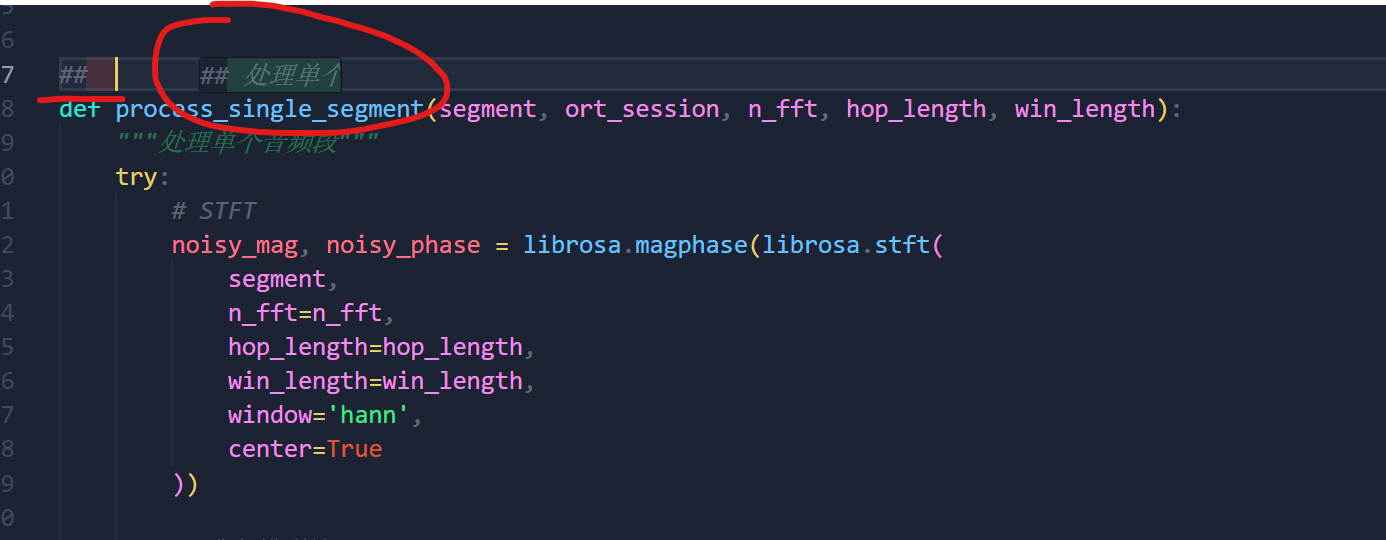 5
6
7 ## ## 处理单个
8 def process_single_segment(segment, ort_session, n_fft, hop_length, win_length):
9 """处理单个音频段"""
0 try:
1 # STFT
2 noisy_mag, noisy_phase = librosa.magphase(librosa.stft(
3 segment,
4 n_fft=n_fft,
5 hop_length=hop_length,
6 win_length=win_length,
7 window='hann',
8 center=True
9 ))
0